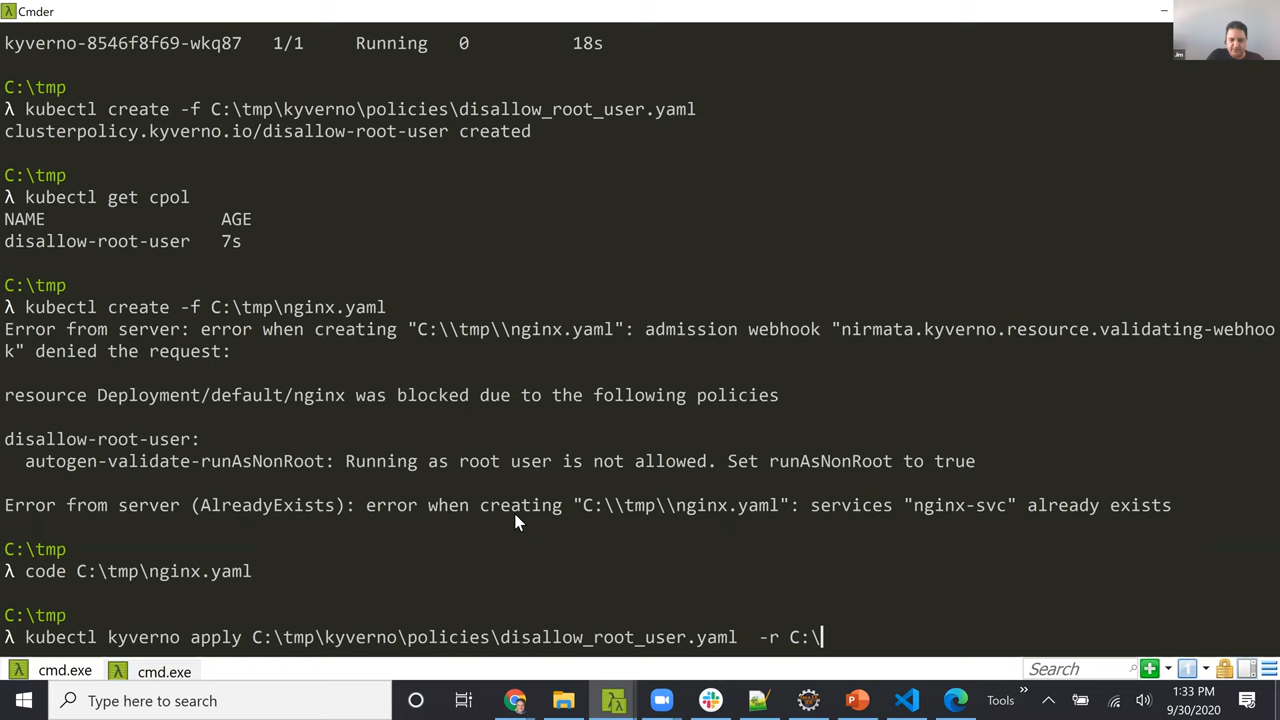 Cmder
kyverno-8546f8f69-wkq87 1/1 Running 0 18s
C:\tmp
λ kubectl create -f C:\tmp\kyverno\policies\disallow_root_user.yaml
clusterpolicy.kyverno.io/disallow-root-user created
C:\tmp
λ kubectl get cpol
NAME AGE
disallow-root-user 7s
C:\tmp
λ kubectl create -f C:\tmp\nginx.yaml
Error from server: error when creating "C:\\tmp\\nginx.yaml": admission webhook "nirmata.kyverno.resource.validating-webhoo
k" denied the request:
resource Deployment/default/nginx was blocked due to the following policies
disallow-root-user:
autogen-validate-runAsNonRoot: Running as root user is not allowed. Set runAsNonRoot to true
Error from server (AlreadyExists): error when creating "C:\\tmp\\nginx.yaml": services "nginx-svc" already exists
C:\tmp
λ code C:\tmp\nginx.yaml
C:\tmp
λ kubectl kyverno apply C:\tmp\kyverno\policies\disallow_root_user.yaml -r C:\
cmd.exe cmd.exe Search 1
Type here to search Tools 1:33 PM
9/30/2020